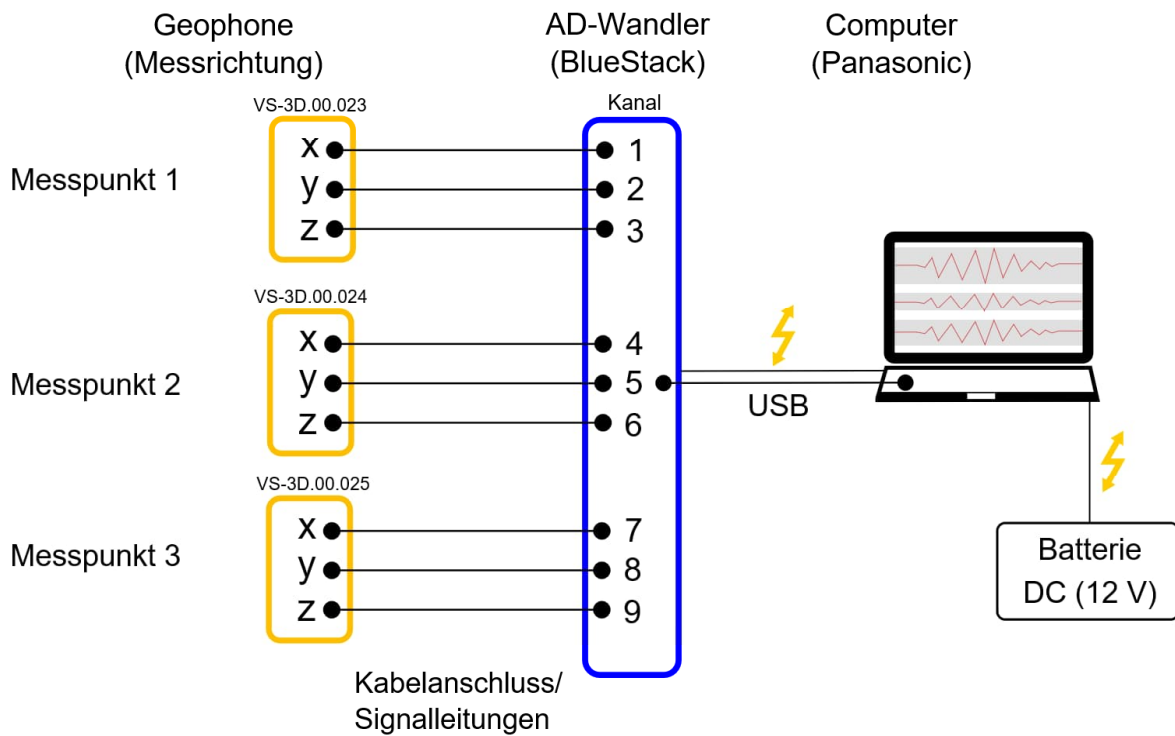 Geophone
(Messrichtung)
AD-Wandler
(BlueStack)
Computer
(Panasonic)
Kanal
VS-3D.00.023
Messpunkt 1
x
y
z
1
2
3
VS-3D.00.024
Messpunkt 2
x
y
z
4
5
6
USB
VS-3D.00.025
Messpunkt 3
x
y
z
7
8
9
Batterie
DC (12 V)
Kabelanschluss/
Signalleitungen